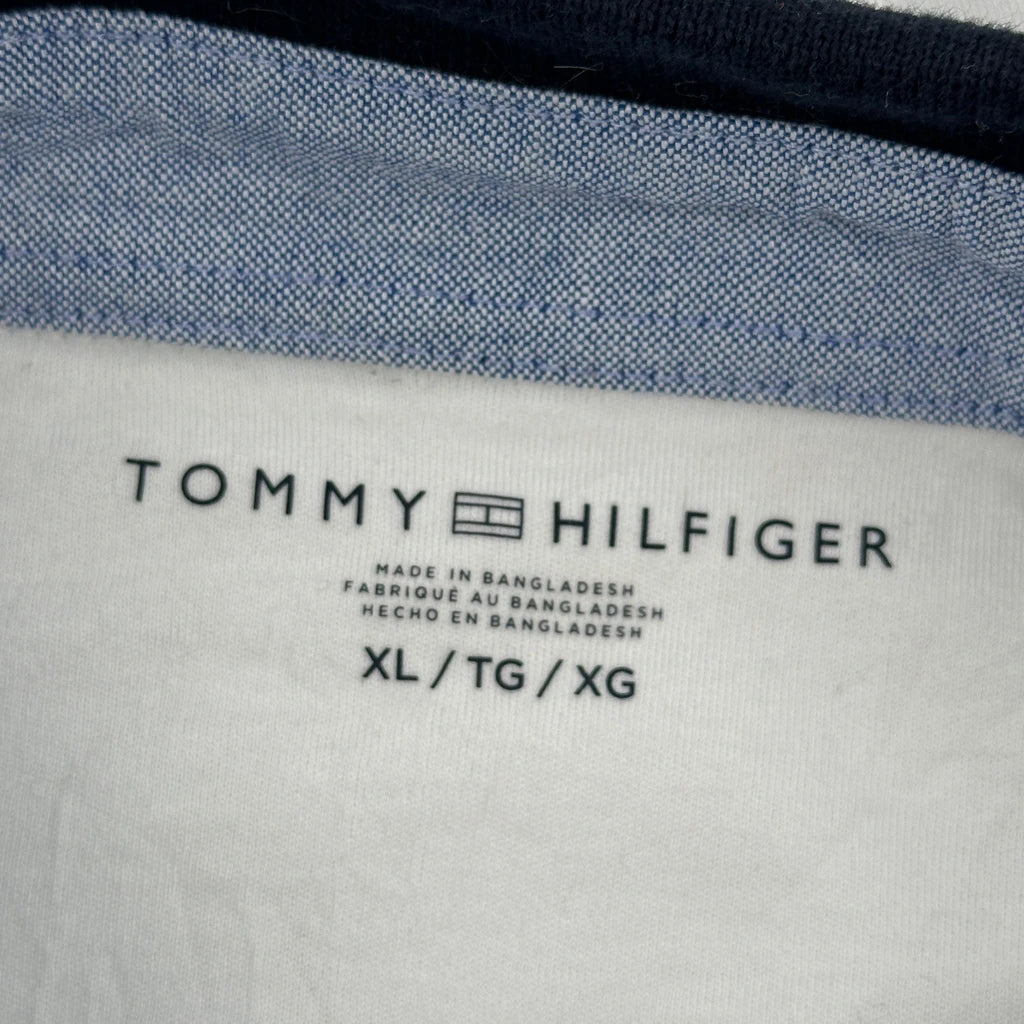 TOMMY HILFIGER
MADE IN BANGLADESH
FABRIQUÉ AU BANGLADESH
HECHO EN BANGLADESH
XL / TG / XG